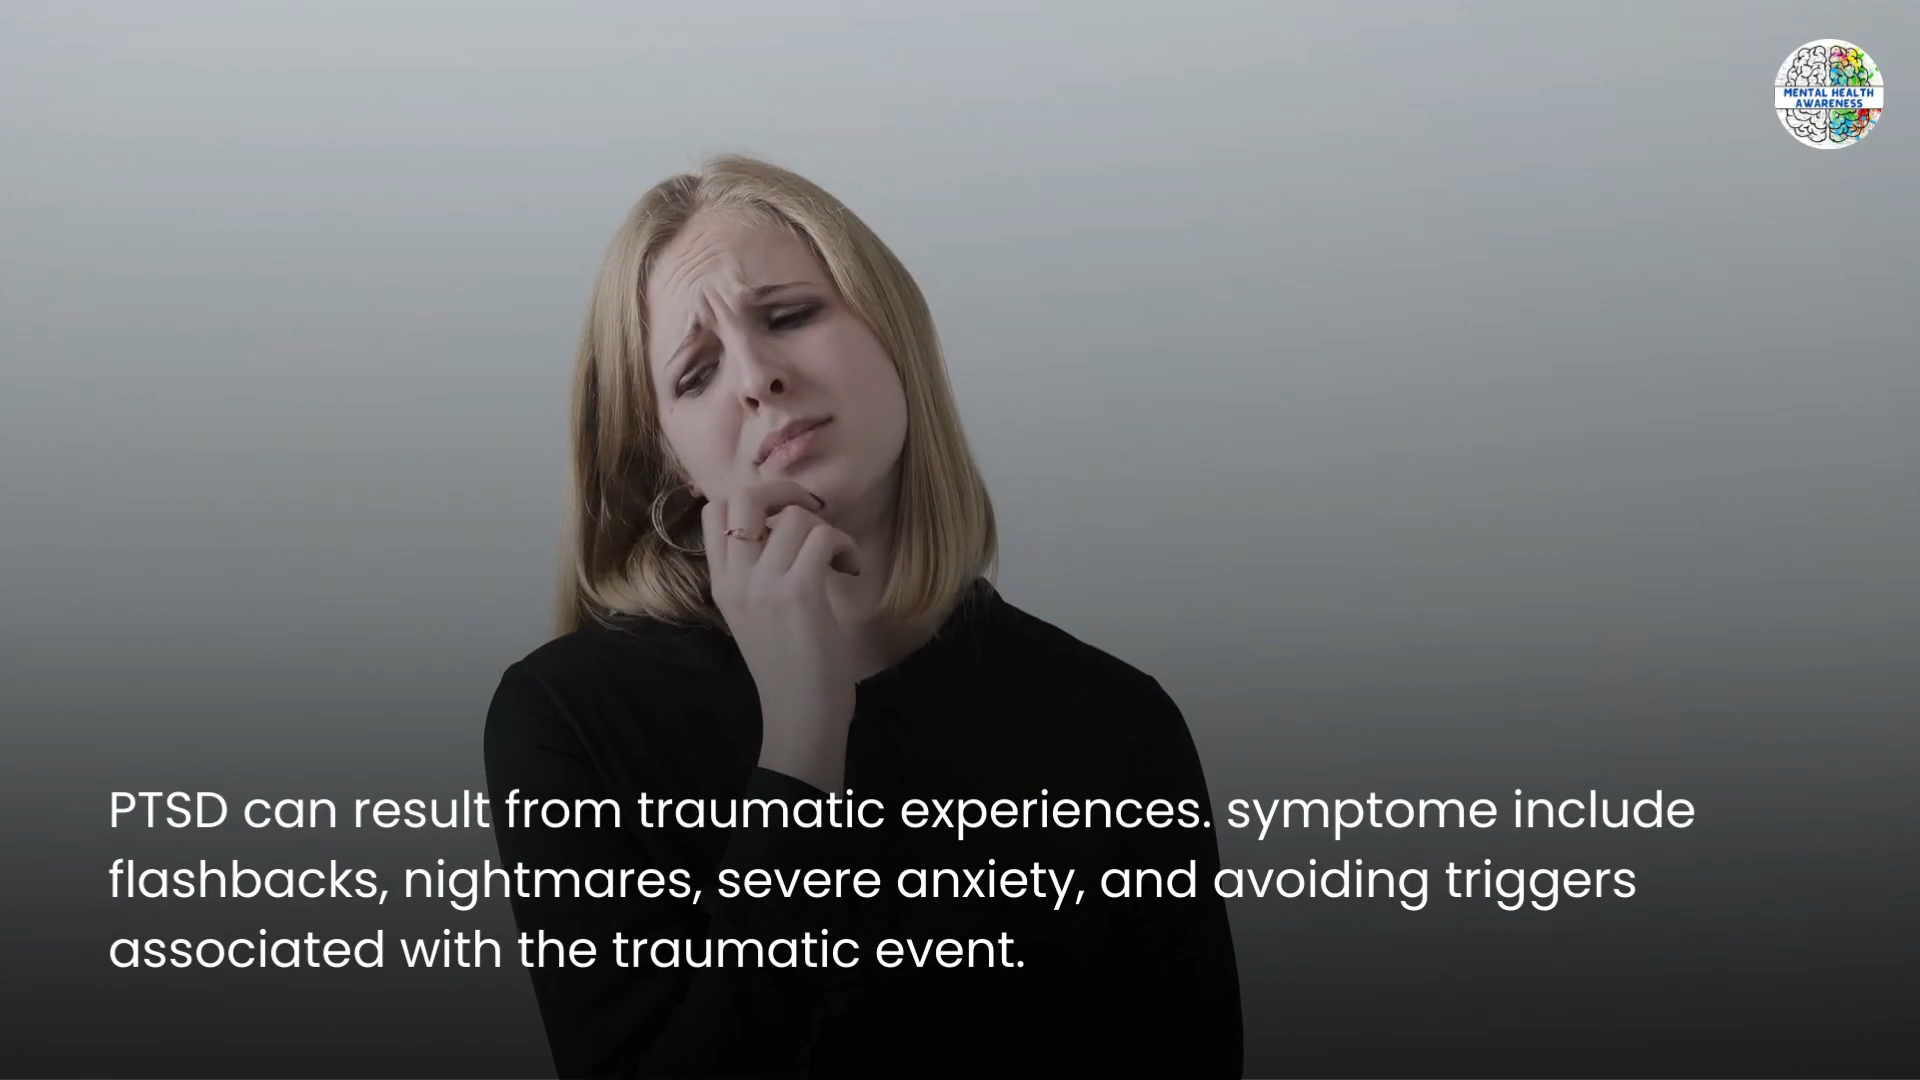 MENTAL HEALTH
AWARENESS
PTSD can result from traumatic experiences. symptome include
flashbacks, nightmares, severe anxiety, and avoiding triggers
associated with the traumatic event.